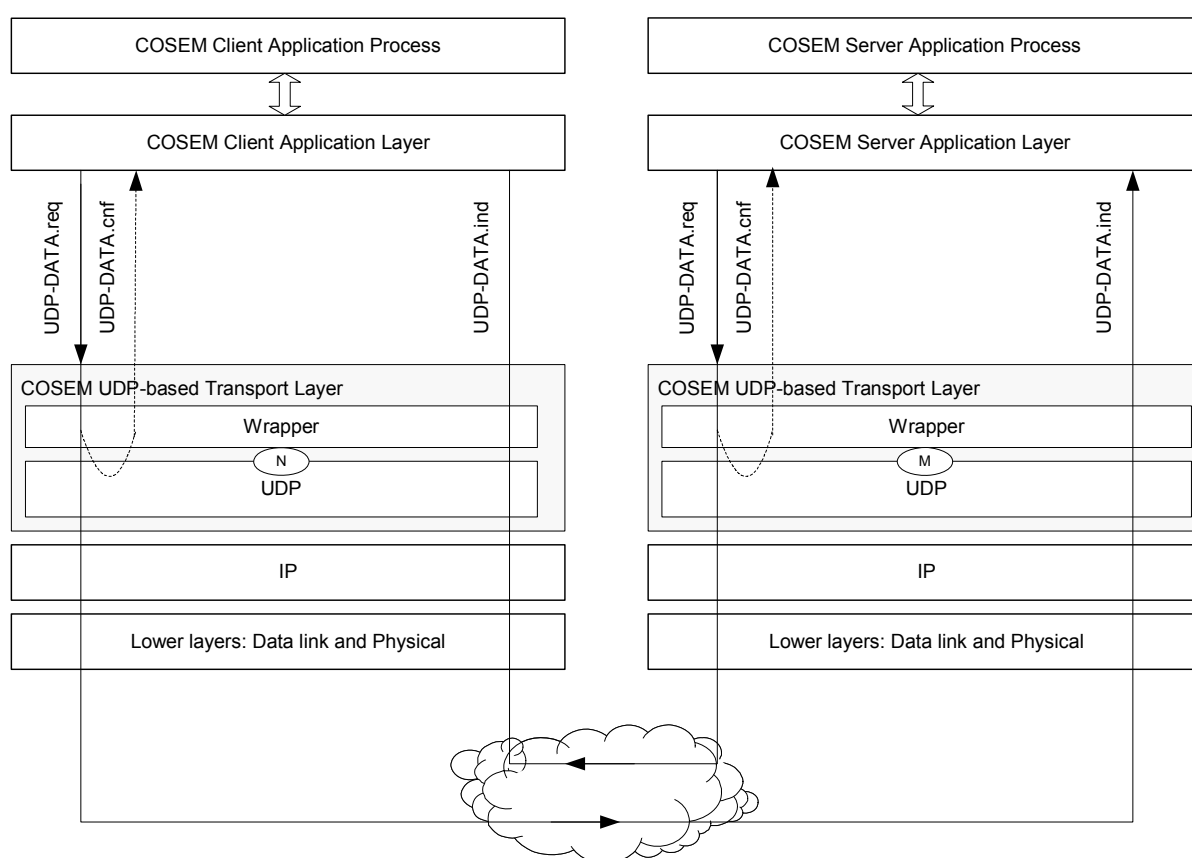 COSEM Client Application Process
COSEM Server Application Process
COSEM Client Application Layer
COSEM Server Application Layer
UDP-DATA.req
UDP-DATA.cnf
UDP-DATA.ind
UDP-DATA.req
UDP-DATA.cnf
UDP-DATA.ind
COSEM UDP-based Transport Layer
COSEM UDP-based Transport Layer
Wrapper
Wrapper
N
M
UDP
UDP
IP
IP
Lower layers: Data link and Physical
Lower layers: Data link and Physical